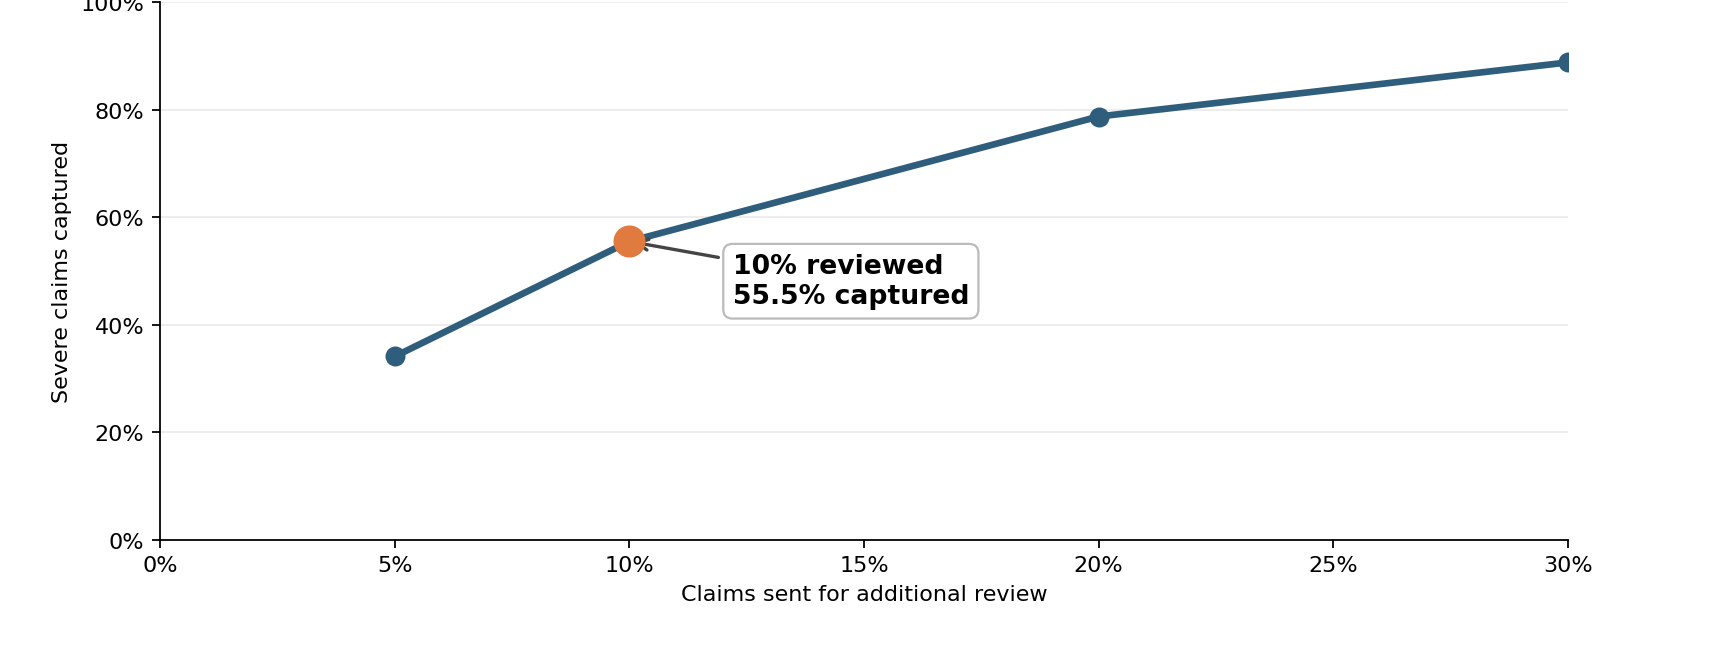 100%
80%
60%
40%
20%
0%
Severe claims captured
10% reviewed
55.5% captured
0% 5% 10% 15% 20% 25% 30%
Claims sent for additional review